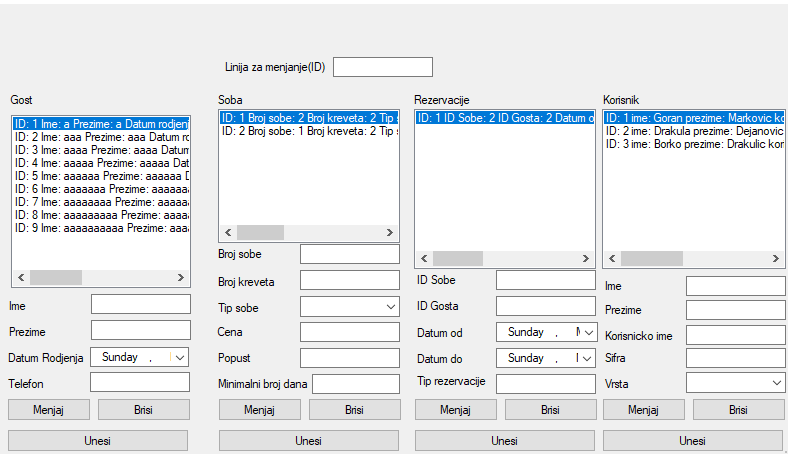 Linija za menjanje(ID)
Gost
ID: 1 Ime: a Prezime: a Datum rodjenj
ID: 2 Ime: aaa Prezime: aaa Datum ro
ID: 3 Ime: aaaa Prezime: aaaa Datum
ID: 4 Ime: aaaaa Prezime: aaaaa Dat
ID: 5 Ime: aaaaaa Prezime: aaaaaa D
ID: 6 Ime: aaaaaaa Prezime: aaaaaaa
ID: 7 Ime: aaaaaaaa Prezime: aaaaaa
ID: 8 Ime: aaaaaaaaa Prezime: aaaa
ID: 9 Ime: aaaaaaaaaa Prezime: aaaa
Ime
Prezime
Datum Rodjenja
Sunday ,
Telefon
Menjaj
Brisi
Unesi
Soba
ID: 1 Broj sobe: 2 Broj kreveta: 2 Tip s
ID: 2 Broj sobe: 1 Broj kreveta: 2 Tip s
Broj sobe
Broj kreveta
Tip sobe
Cena
Popust
Minimalni broj dana
Menjaj
Brisi
Unesi
Rezervacije
ID: 1 ID Sobe: 2 ID Gosta: 2 Datum o
ID Sobe
ID Gosta
Datum od
Sunday ,
Datum do
Sunday ,
Tip rezervacije
Menjaj
Brisi
Unesi
Korisnik
ID: 1 ime: Goran prezime: Markovic ko
ID: 2 ime: Drakula prezime: Dejanovic
ID: 3 ime: Borko prezime: Drakulic kor
Ime
Prezime
Korisnicko ime
Sifra
Vrsta
Menjaj
Brisi
Unesi